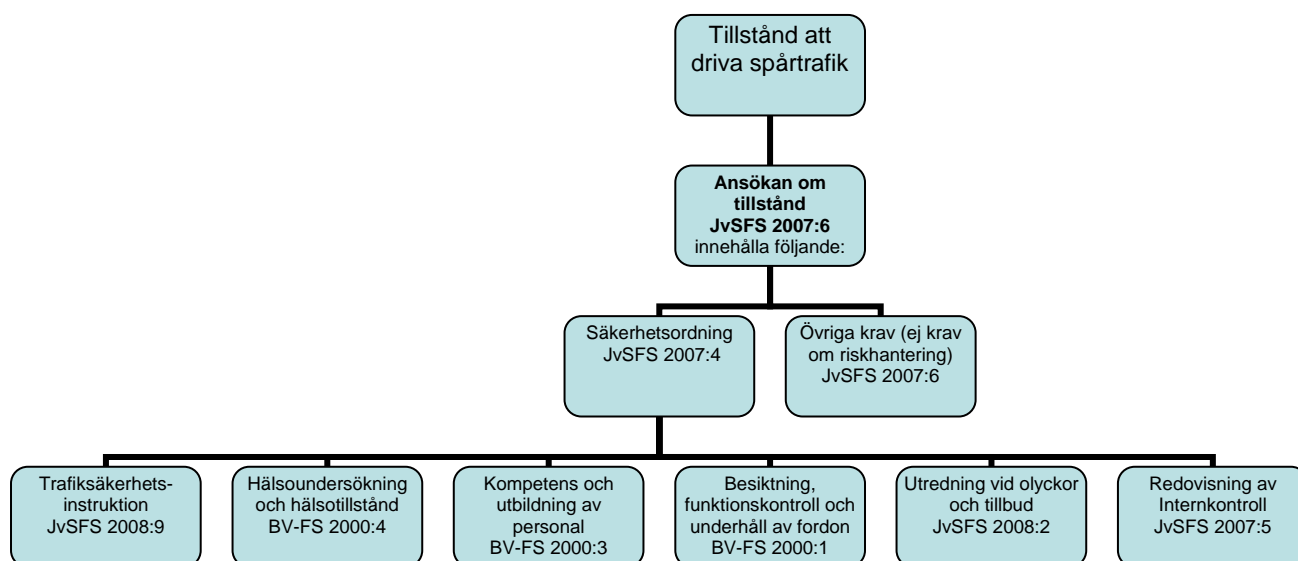 Tillstånd att
driva spårtrafik
Ansökan om
tillstånd
JvSFS 2007:6
innehålla följande:
Säkerhetsordning
JvSFS 2007:4
Övriga krav (ej krav
om riskhantering)
JvSFS 2007:6
Trafiksäkerhets-
instruktion
JvSFS 2008:9
Hälsoundersökning
och hälsotillstånd
BV-FS 2000:4
Kompetens och
utbildning av
personal
BV-FS 2000:3
Besiktning,
funktionskontroll och
underhåll av fordon
BV-FS 2000:1
Utredning vid olyckor
och tillbud
JvSFS 2008:2
Redovisning av
Internkontroll
JvSFS 2007:5